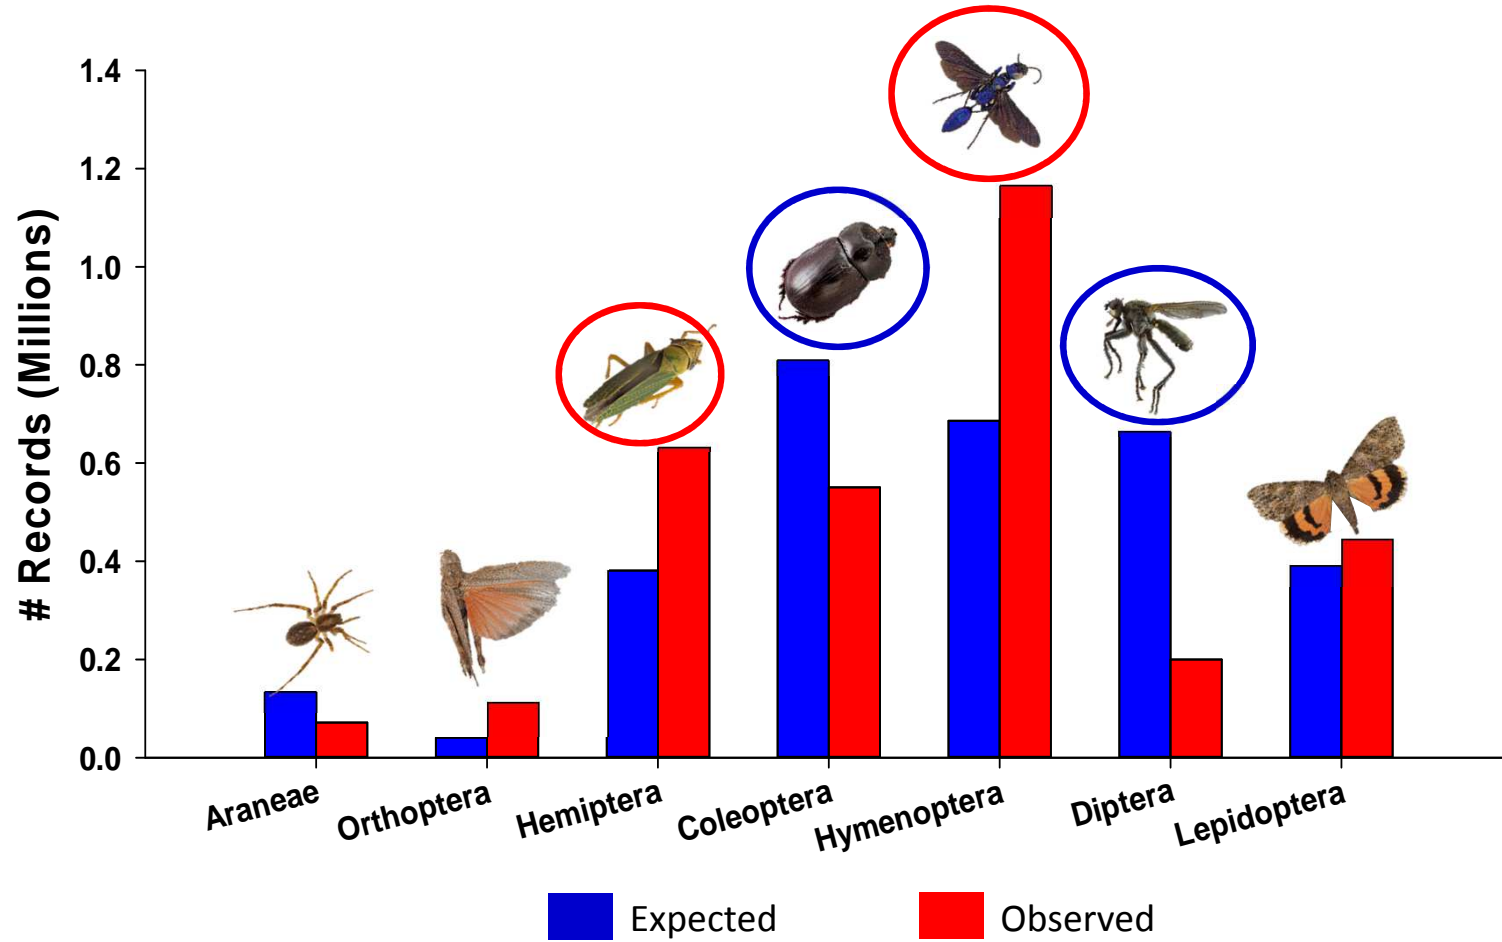 # Records (Millions)
1.4
1.2
1.0
0.8
0.6
0.4
0.2
0.0
Araneae
Orthoptera
Hemiptera
Coleoptera
Hymenoptera
Diptera
Lepidoptera
Expected
Observed